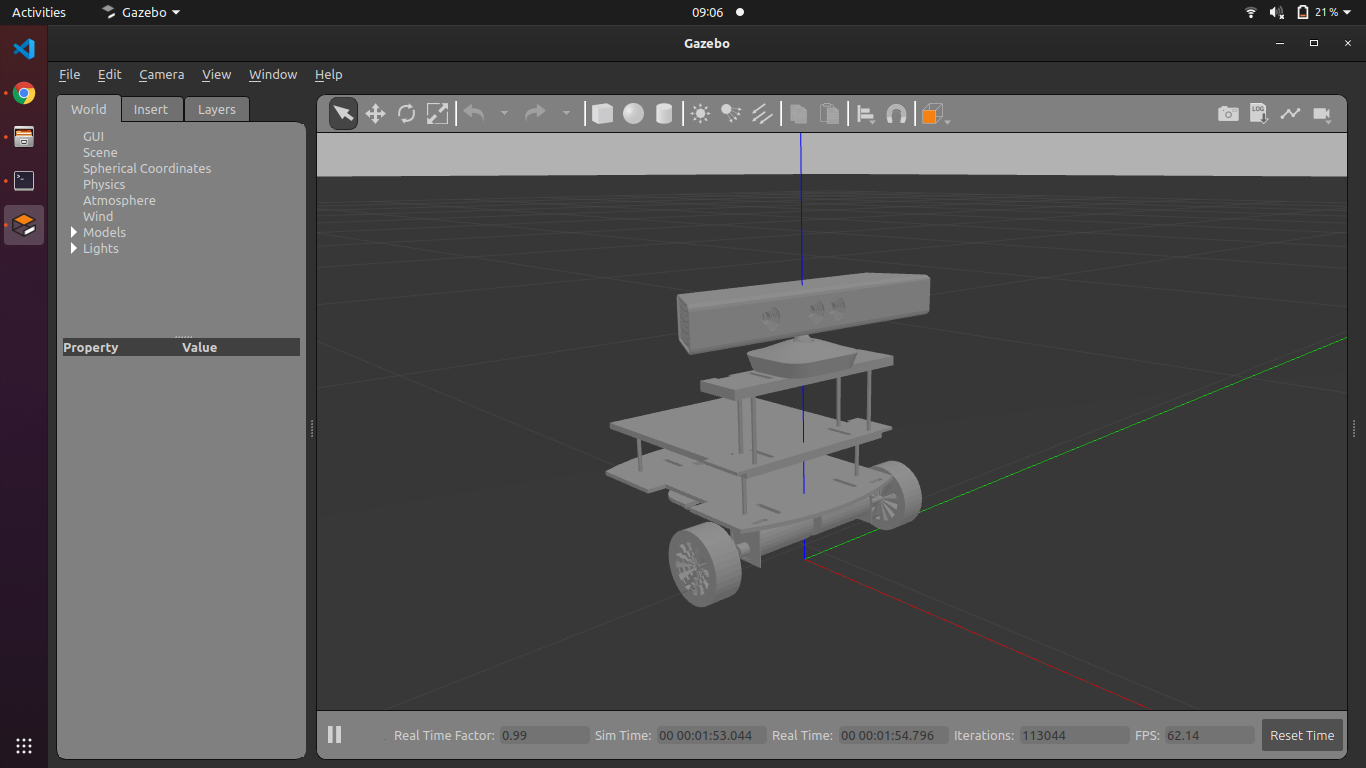 Activities Gazebo 09:06 21%
Gazebo
File Edit Camera View Window Help
World Insert Layers
GUI
Scene
Spherical Coordinates
Physics
Atmosphere
Wind
Models
Lights
Property Value
LOG
Real Time Factor: 0.99 Sim Time: 00 00:01:53.044 Real Time: 00 00:01:54.796 Iterations: 113044 FPS: 62.14 Reset Time